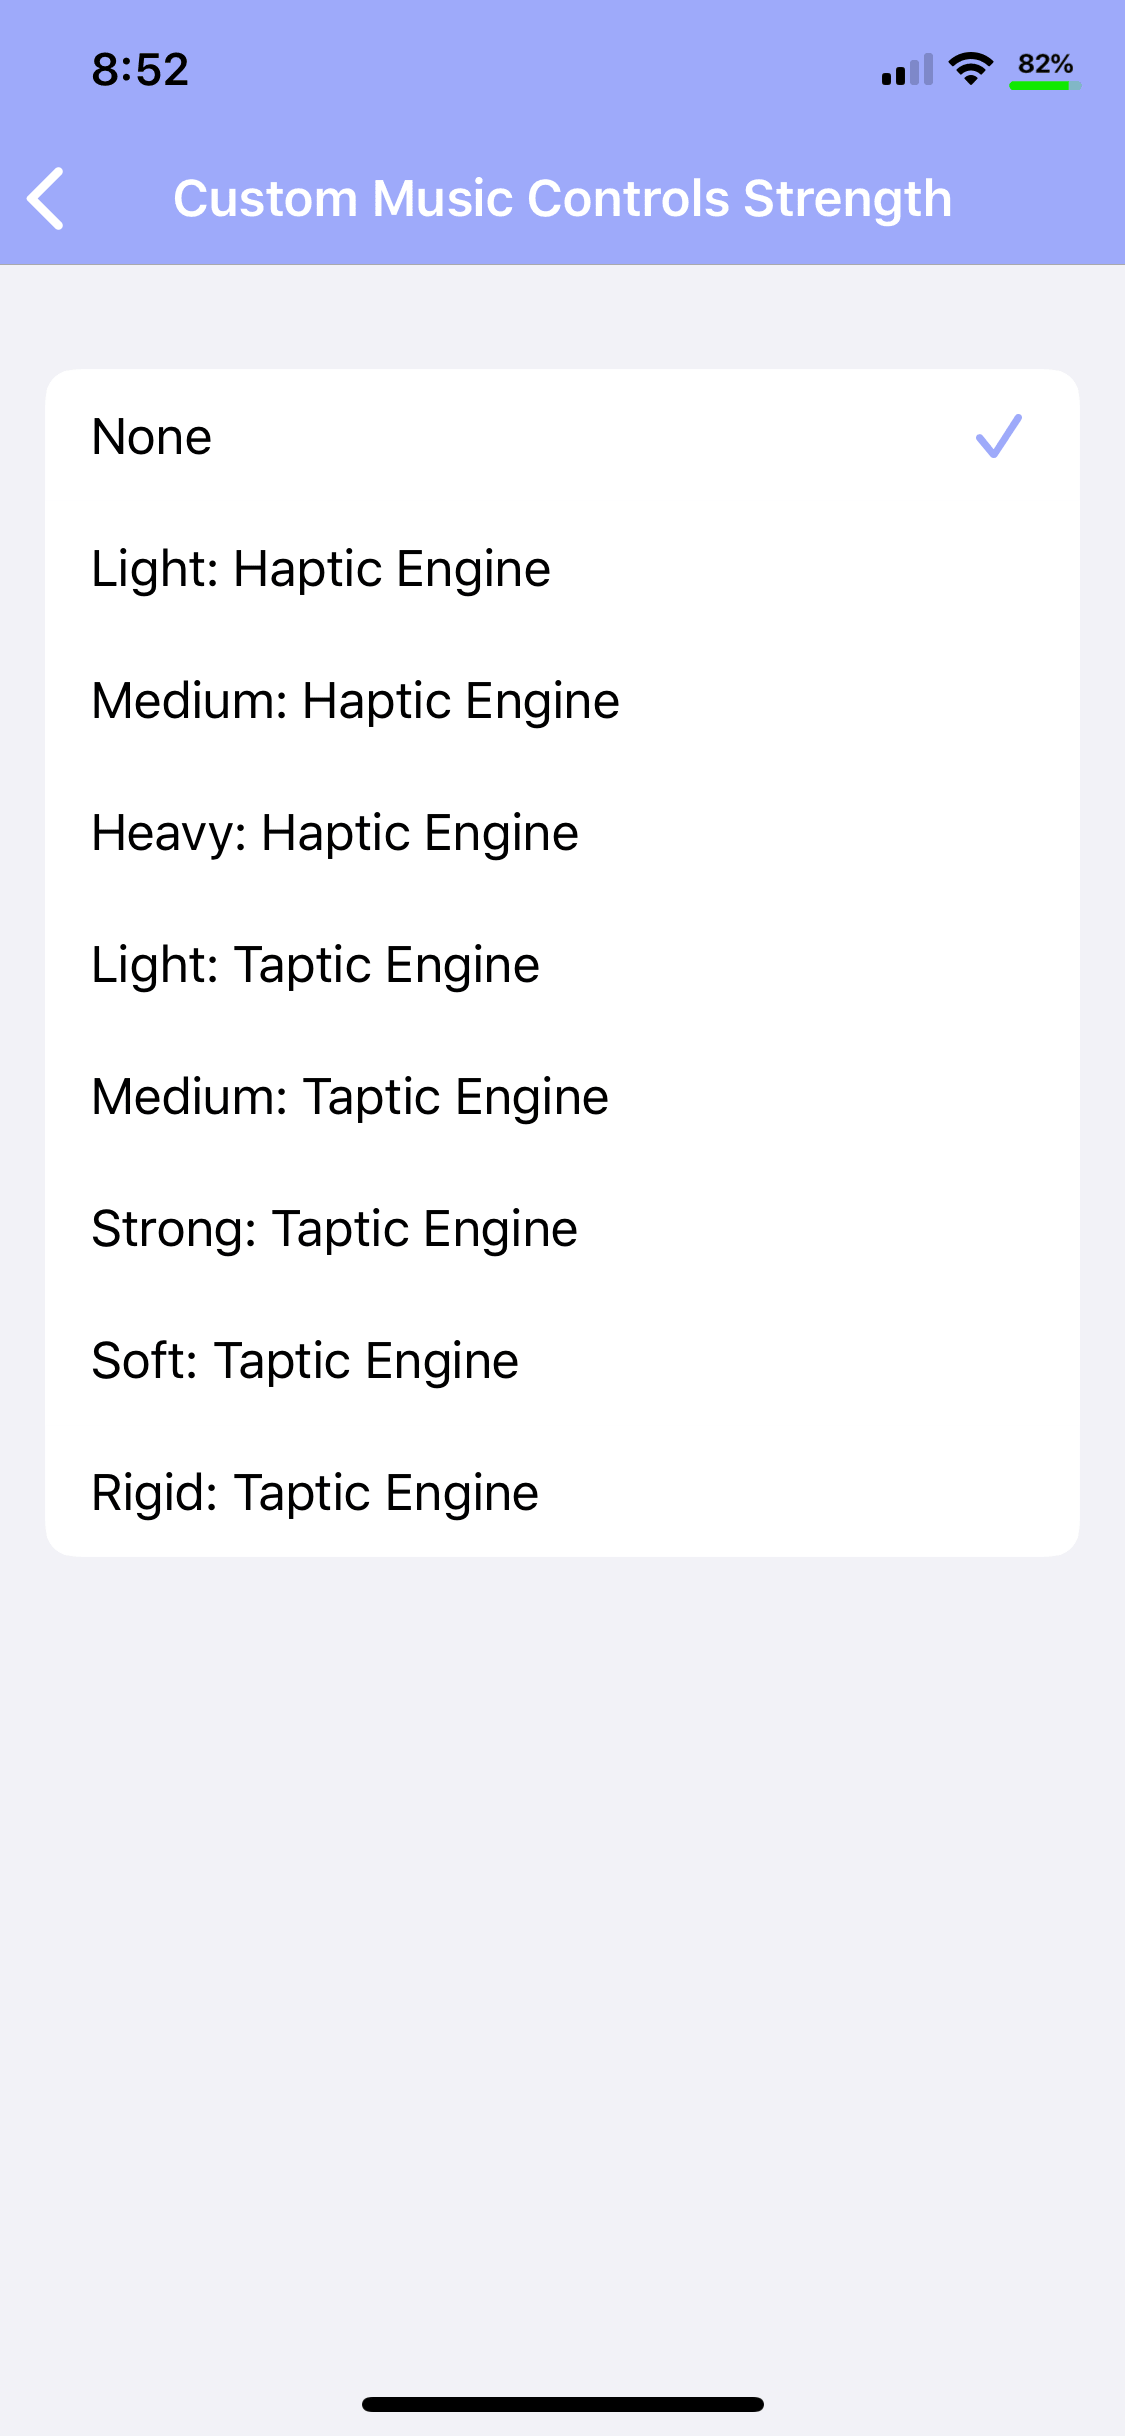 8:52
82%
Custom Music Controls Strength
None
Light: Haptic Engine
Medium: Haptic Engine
Heavy: Haptic Engine
Light: Taptic Engine
Medium: Taptic Engine
Strong: Taptic Engine
Soft: Taptic Engine
Rigid: Taptic Engine